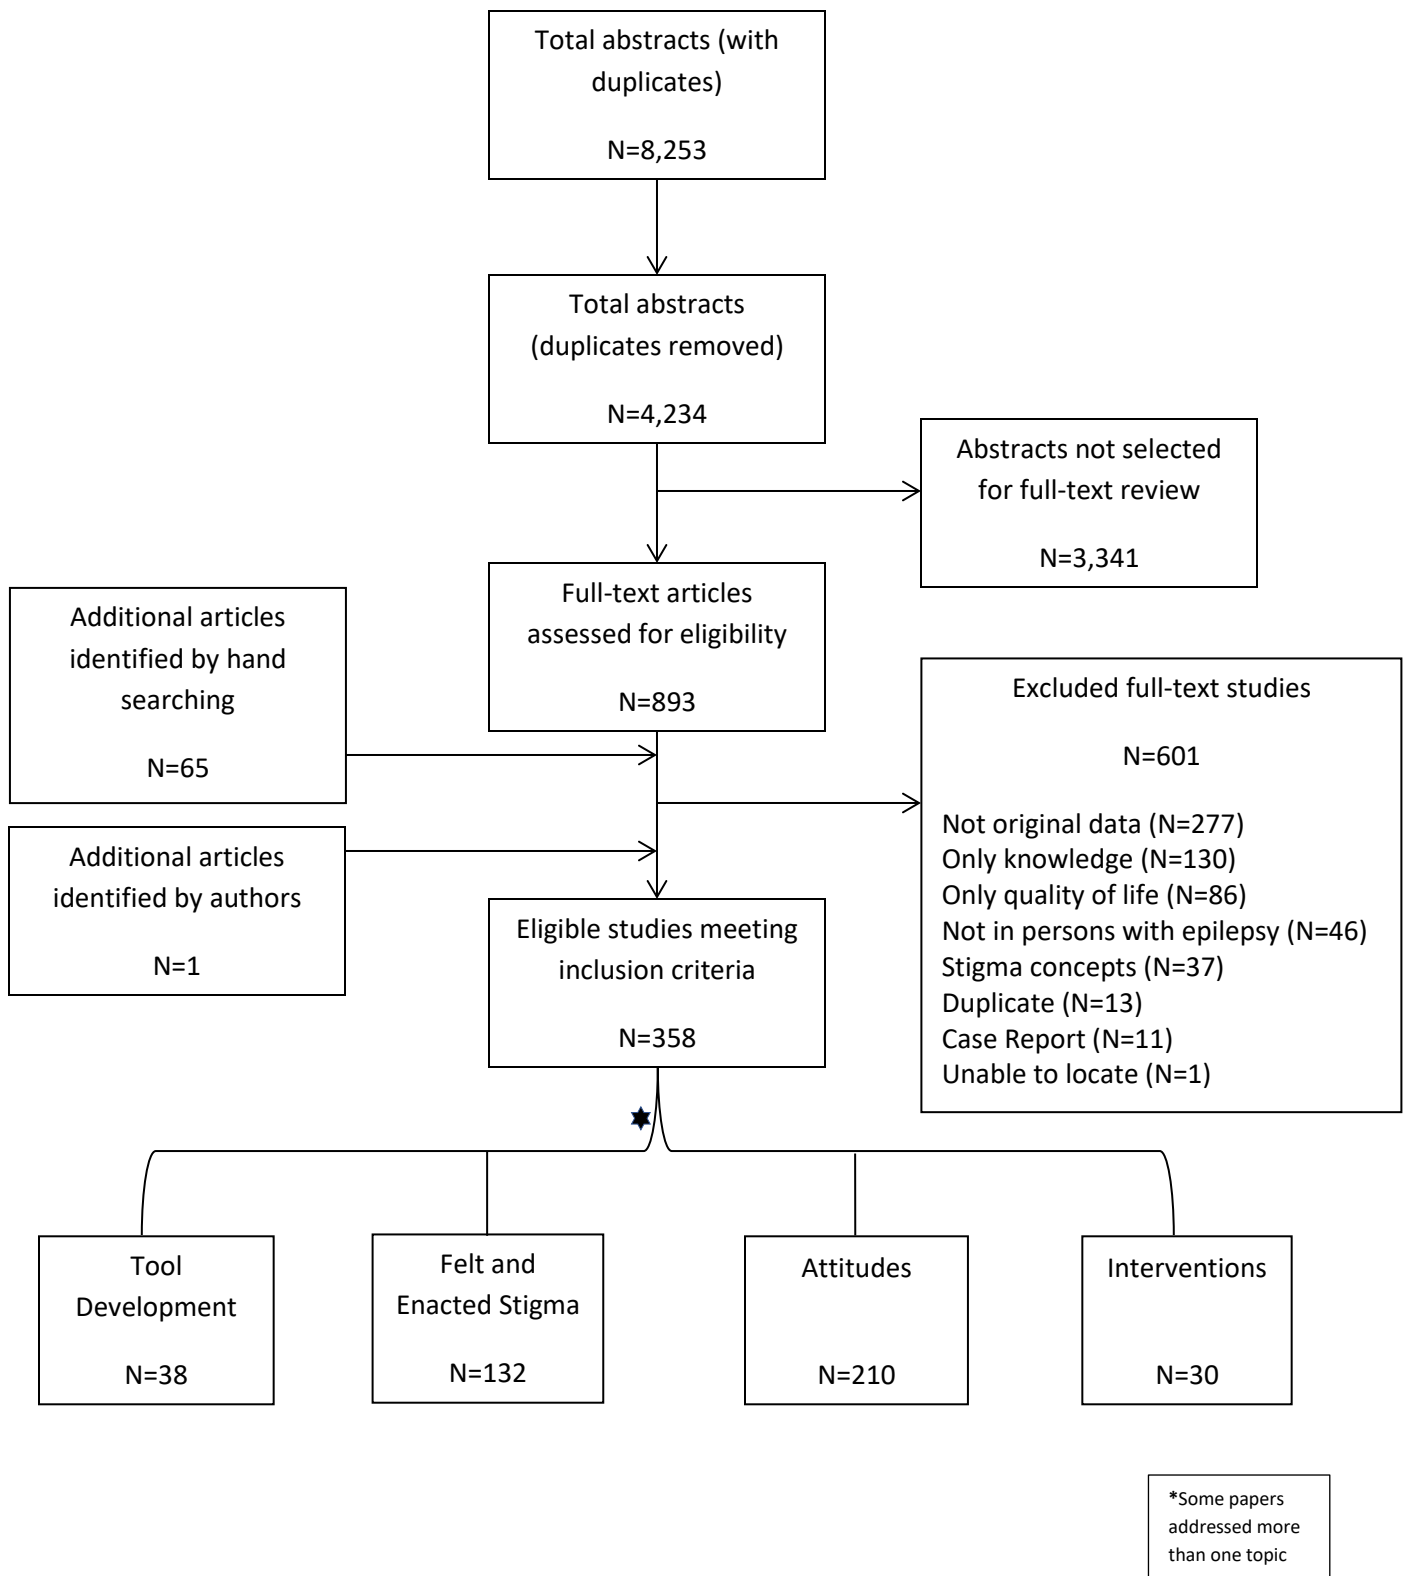 Total abstracts (with
duplicates)
N=8,253
Total abstracts
(duplicates removed)
N=4,234
Abstracts not selected
for full-text review
N=3,341
Full-text articles
assessed for eligibility
N=893
Additional articles
identified by hand
searching
N=65
Excluded full-text studies
N=601
Not original data (N=277)
Only knowledge (N=130)
Only quality of life (N=86)
Not in persons with epilepsy (N=46)
Stigma concepts (N=37)
Duplicate (N=13)
Case Report (N=11)
Unable to locate (N=1)
Additional articles
identified by authors
N=1
Eligible studies meeting
inclusion criteria
N=358
Tool
Development
N=38
Felt and
Enacted Stigma
N=132
Attitudes
N=210
Interventions
N=30
*Some papers
addressed more
than one topic